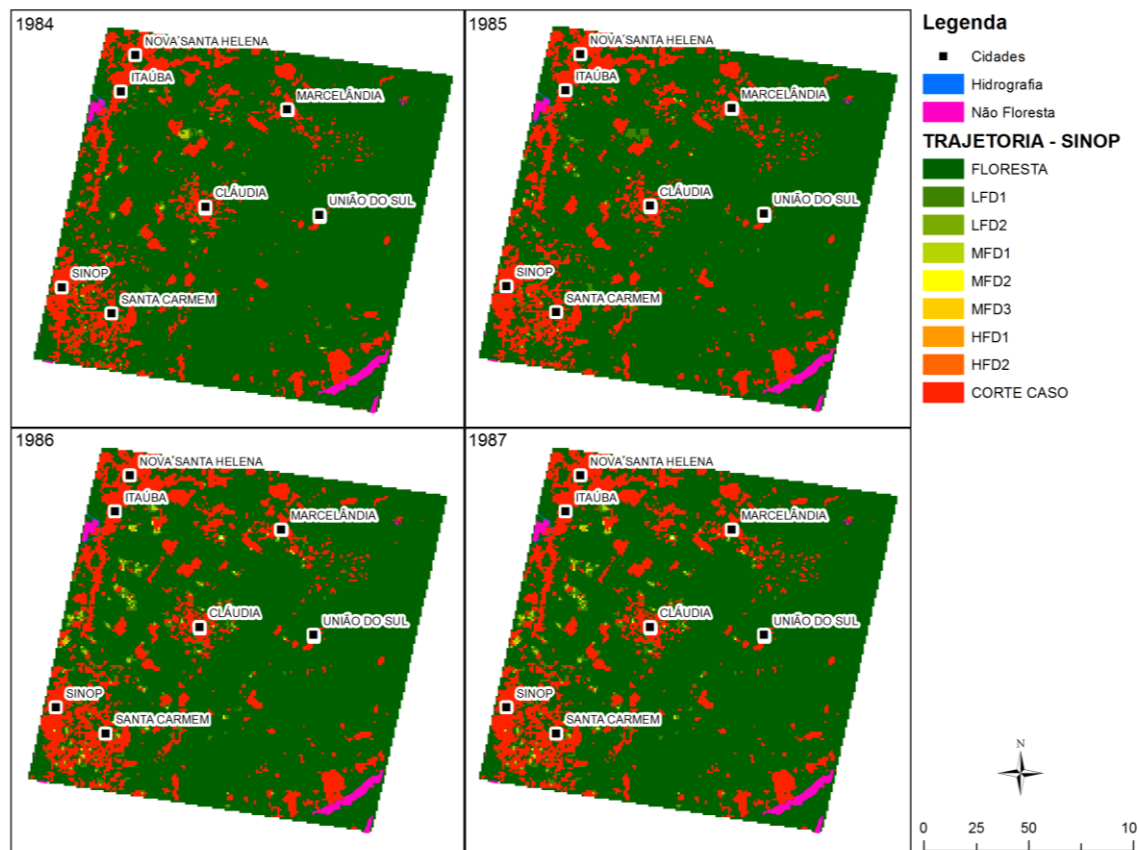 1984
NOVA SANTA HELENA
ITAÚBA
MARCELÂNDIA
CLÁUDIA
UNIÃO DO SUL
SINOP
SANTA CARMEM
1985
NOVA SANTA HELENA
ITAÚBA
MARCELÂNDIA
CLÁUDIA
UNIÃO DO SUL
SINOP
SANTA CARMEM
1986
NOVA SANTA HELENA
ITAÚBA
MARCELÂNDIA
CLÁUDIA
UNIÃO DO SUL
SINOP
SANTA CARMEM
1987
NOVA SANTA HELENA
ITAÚBA
MARCELÂNDIA
CLÁUDIA
UNIÃO DO SUL
SINOP
SANTA CARMEM
Legenda
Cidades
Hidrografia
Não Floresta
TRAJETORIA - SINOP
FLORESTA
LFD1
LFD2
MFD1
MFD2
MFD3
HFD1
HFD2
CORTE CASO
N
0 25 50 10